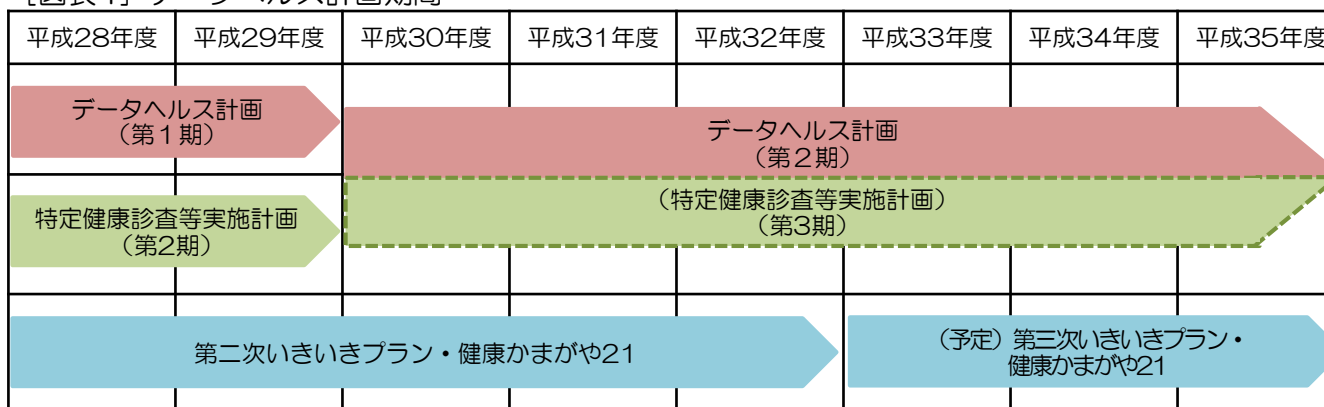 平成28年度 平成29年度 平成30年度 平成31年度 平成32年度 平成33年度 平成34年度 平成35年度
データヘルス計画
（第１期）
データヘルス計画
（第２期）
特定健康診査等実施計画
（第2期）
（特定健康診査等実施計画）
（第3期）
第二次いきいきプラン・健康かまがや21
（予定）第三次いきいきプラン・
健康かまがや21